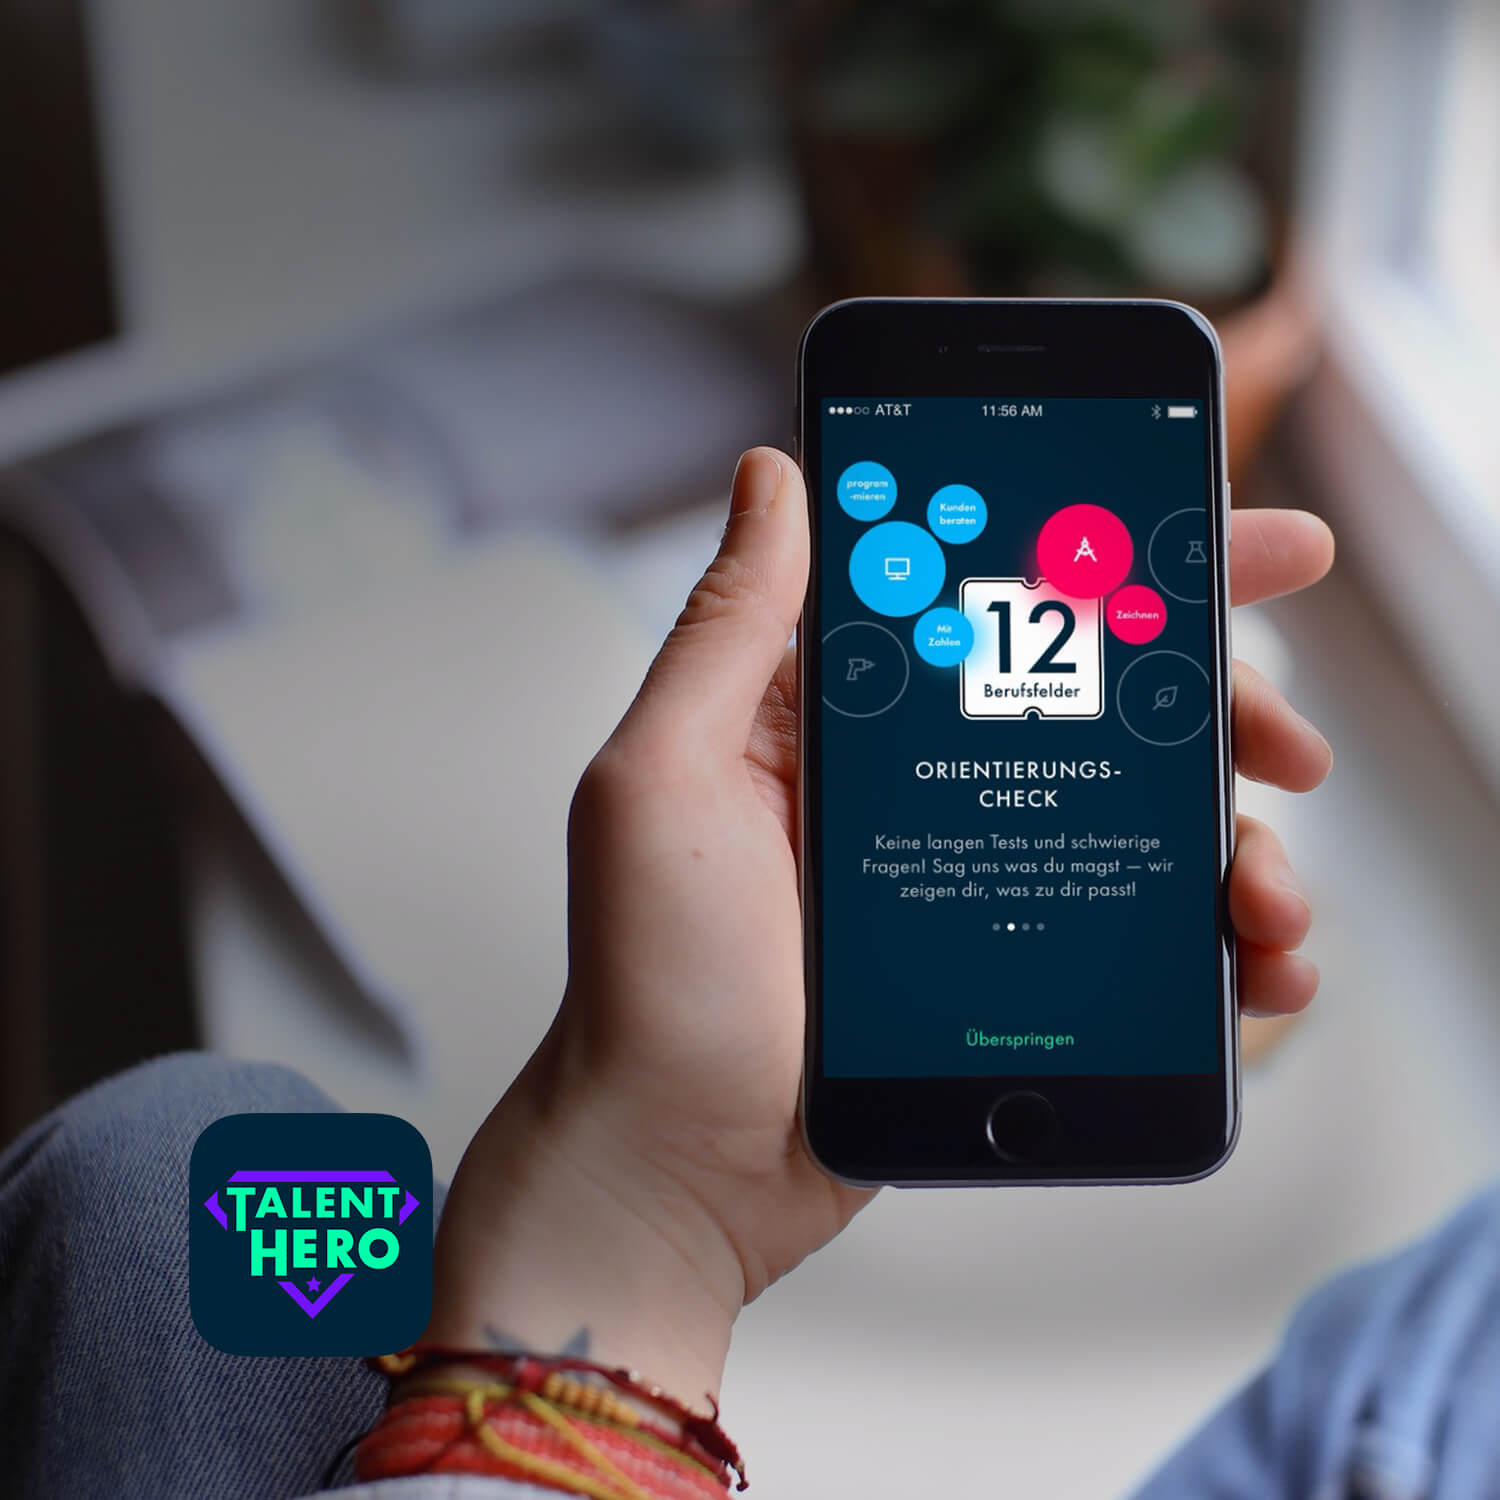 AT&T 11:56 AM
program
-mieren
Kunden
beraten
Mit
Zahlen
Zeichnen
12
Berufsfelder
ORIENTIERUNGS-
CHECK
Keine langen Tests und schwierige
Fragen! Sag uns was du magst — wir
zeigen dir, was zu dir passt!
Überspringen
TALENT
HERO